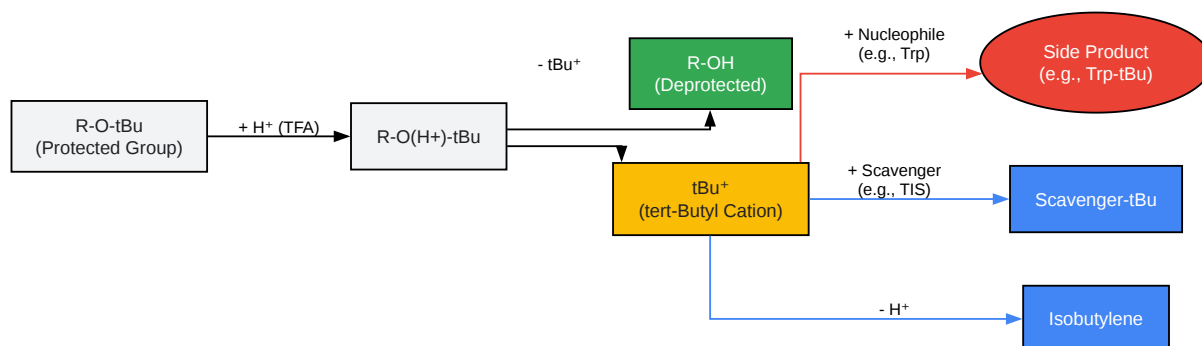 R-O-tBu
(Protected Group)
+ H⁺ (TFA)
R-O(H+)-tBu
- tBu⁺
R-OH
(Deprotected)
tBu⁺
(tert-Butyl Cation)
+ Nucleophile
(e.g., Trp)
Side Product
(e.g., Trp-tBu)
+ Scavenger
(e.g., TIS)
Scavenger-tBu
- H⁺
Isobutylene